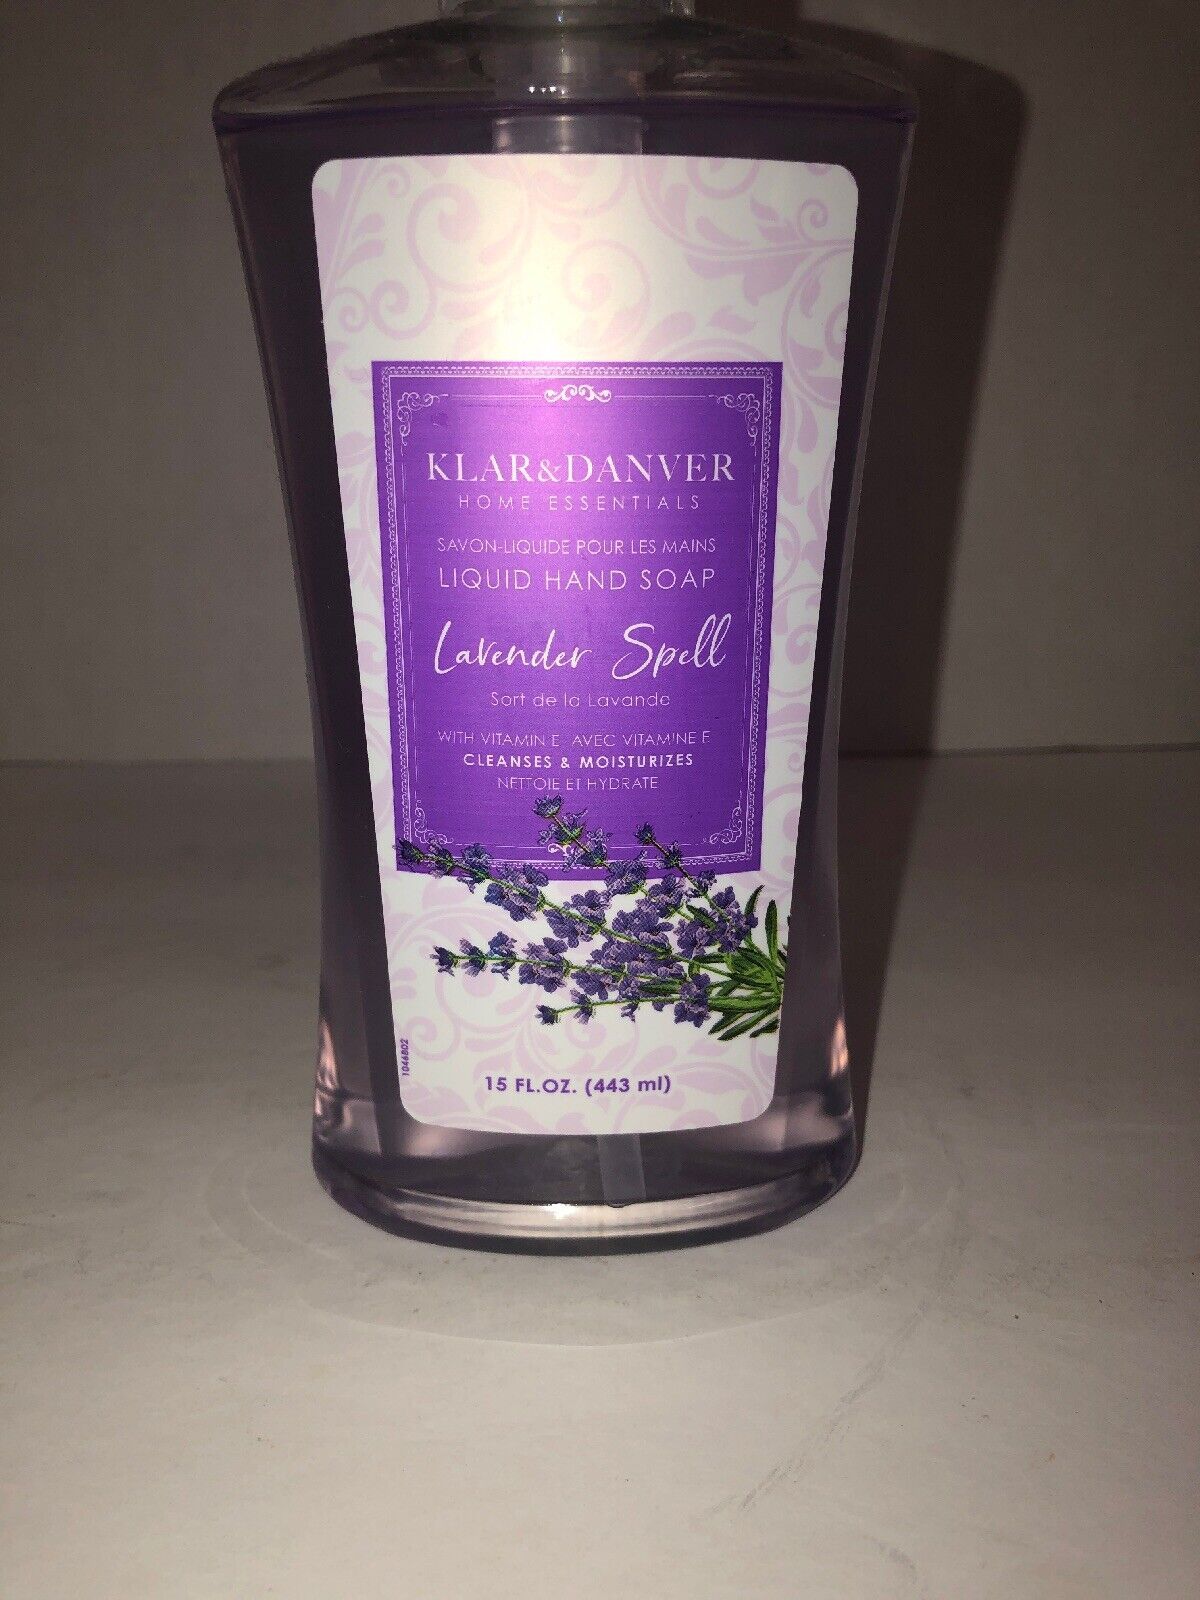 KLAR&DANVER
HOME ESSENTIALS
SAVON-LIQUIDE POUR LES MAINS
LIQUID HAND SOAP
Lavender Spell
Sort de la Lavande
WITH VITAMIN E AVEC VITAMINE E
CLEANSES & MOISTURIZES
NETTOIE ET HYDRATE
1046802
15 FL.OZ. (443 ml)